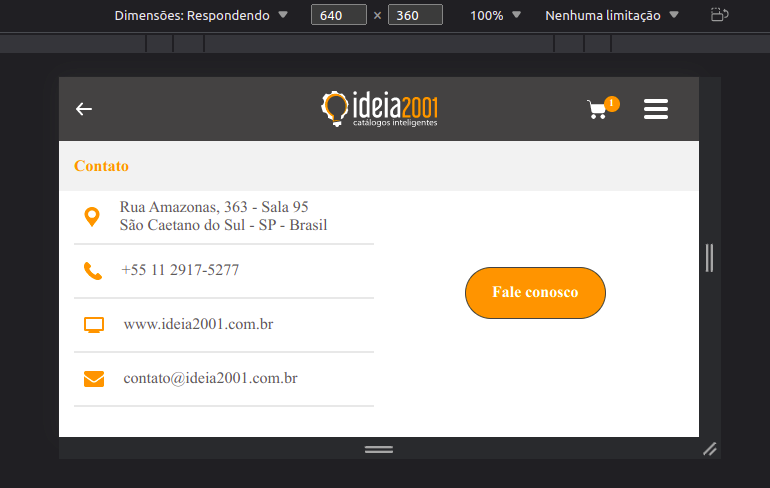 Dimensões: Respondendo 640 × 360 100% Nenhuma limitação
ideia2001 1
catálogos inteligentes
Contato
Rua Amazonas, 363 - Sala 95
São Caetano do Sul - SP - Brasil
+55 11 2917-5277
www.ideia2001.com.br
contato@ideia2001.com.br
Fale conosco